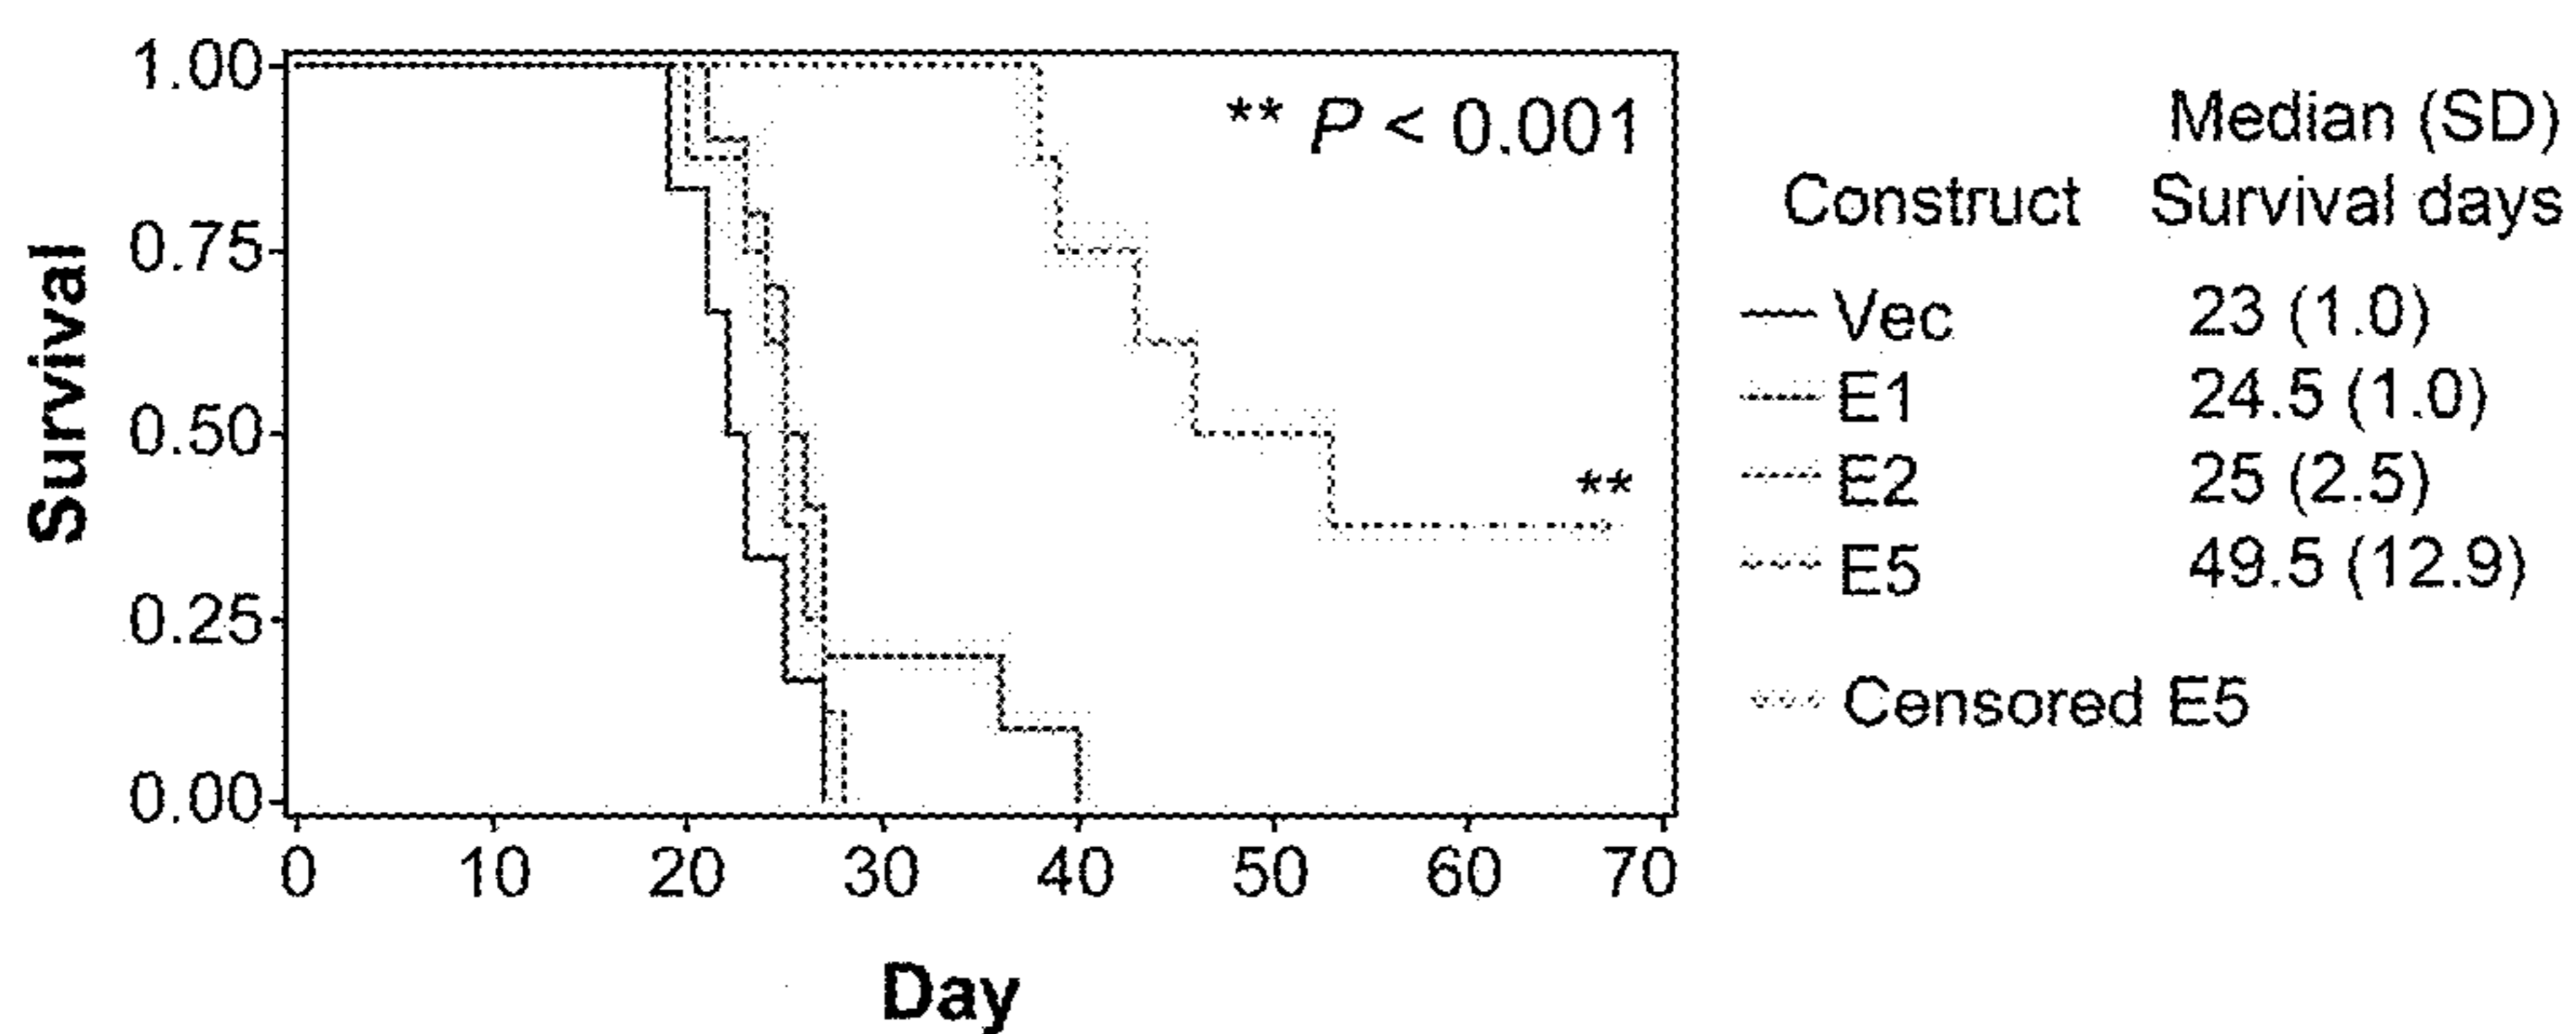 1.00
0.75
0.50
0.25
0.00
Survival
0 10 20 30 40 50 60 70
Day
** P < 0.001
**
Median (SD)
Construct Survival days
Vec 23 (1.0)
E1 24.5 (1.0)
E2 25 (2.5)
E5 49.5 (12.9)
Censored E5